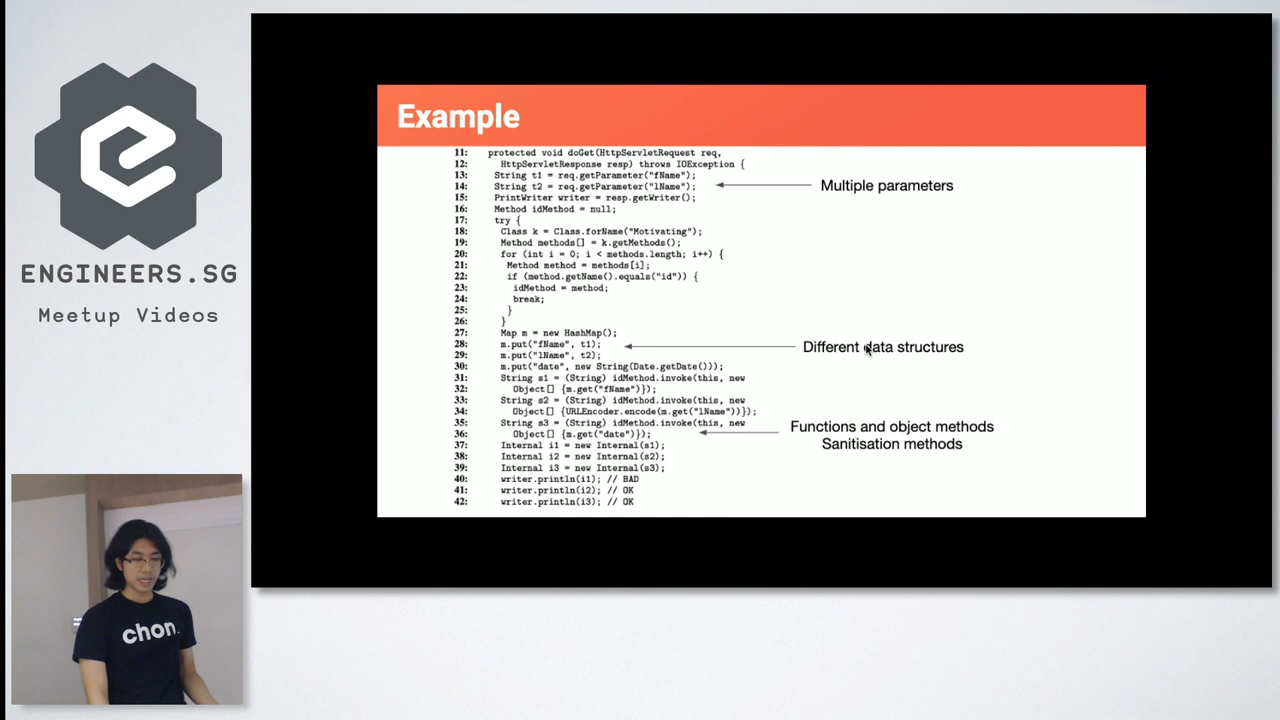 ENGINEERS.SG
Meetup Videos
chon.
Example
11: protected void doGet(HttpServletRequest req,
12: HttpServletResponse resp) throws IOException {
13: String t1 = req.getParameter("fName");
14: String t2 = req.getParameter("lName");
15: PrintWriter writer = resp.getWriter();
16: Method idMethod = null;
17: try {
18: Class k = Class.forName("Motivating");
19: Method methods[] = k.getMethods();
20: for (int i = 0; i < methods.length; i++) {
21: Method method = methods[i];
22: if (method.getName().equals("id")) {
23: idMethod = method;
24: break;
25: }
26: }
27: Map m = new HashMap();
28: m.put("fName", t1);
29: m.put("lName", t2);
30: m.put("date", new String(Date.getDate()));
31: String s1 = (String) idMethod.invoke(this, new
32: Object[] {m.get("fName")});
33: String s2 = (String) idMethod.invoke(this, new
34: Object[] {URLEncoder.encode(m.get("lName"))});
35: String s3 = (String) idMethod.invoke(this, new
36: Object[] {m.get("date")});
37: Internal i1 = new Internal(s1);
38: Internal i2 = new Internal(s2);
39: Internal i3 = new Internal(s3);
40: writer.println(i1); // BAD
41: writer.println(i2); // OK
42: writer.println(i3); // OK
Multiple parameters
Different data structures
Functions and object methods
Sanitisation methods